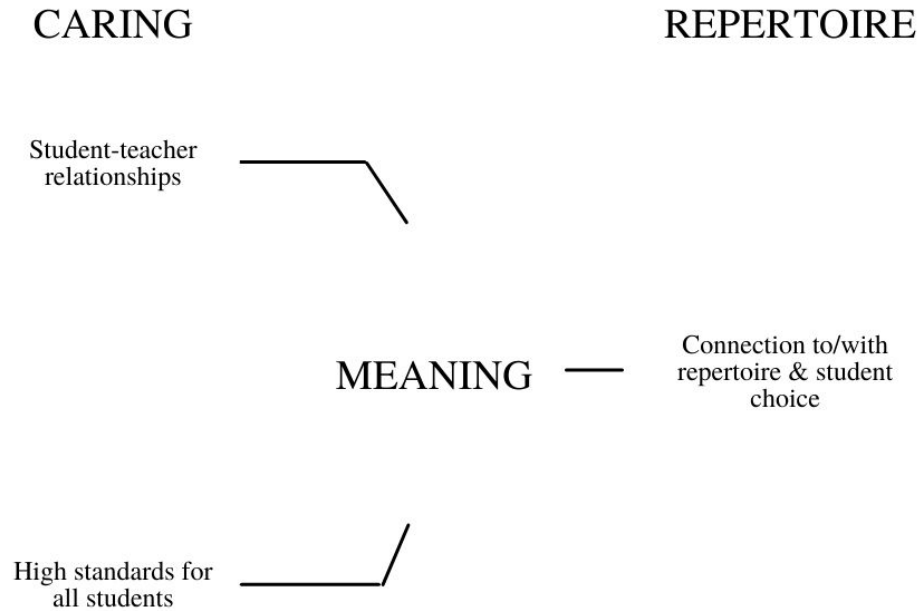 CARING
REPERTOIRE
Student-teacher
relationships
MEANING
Connection to/with
repertoire & student
choice
High standards for
all students